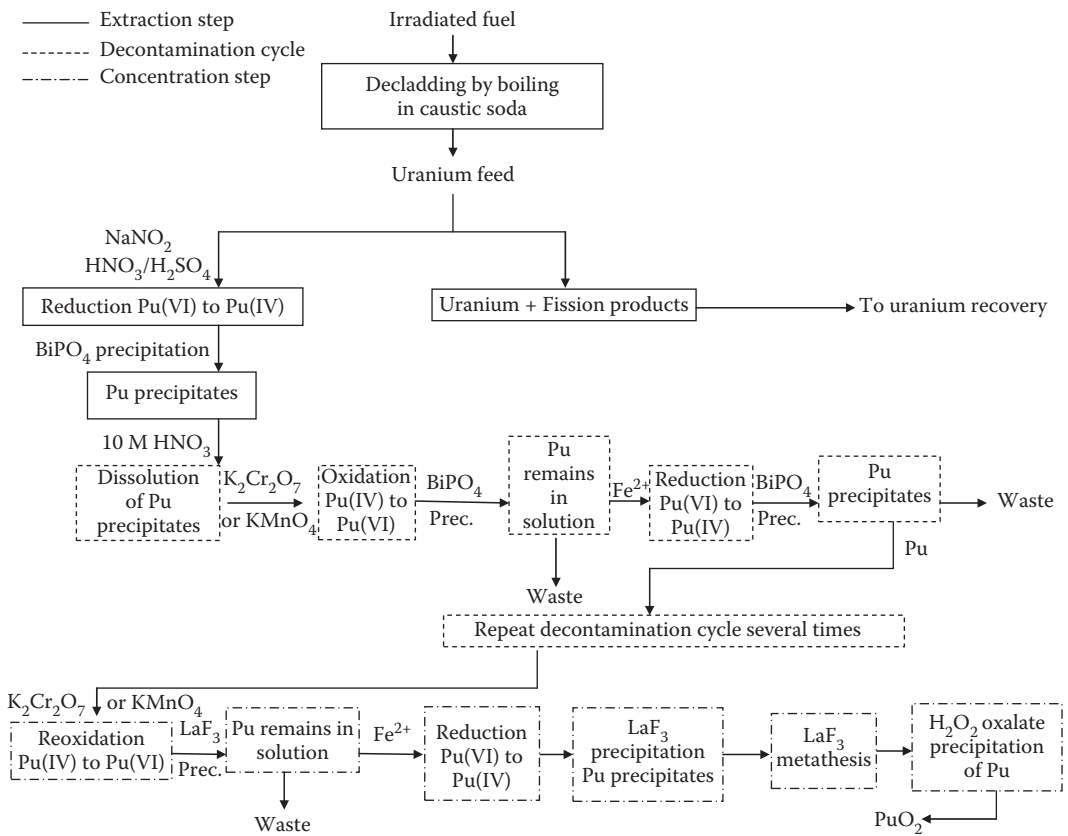 Extraction step
Decontamination cycle
Concentration step
Irradiated fuel
Decladding by boiling
in caustic soda
Uranium feed
NaNO2
HNO3/H2SO4
Reduction Pu(VI) to Pu(IV)
Uranium + Fission products
To uranium recovery
BiPO4 precipitation
Pu precipitates
10 M HNO3
Dissolution
of Pu
precipitates
K2Cr2O7
or KMnO4
Oxidation
Pu(IV) to
Pu(VI)
BiPO4
Prec.
Pu
remains
in
solution
Waste
Fe2+
Reduction
Pu(VI) to
Pu(IV)
BiPO4
Prec.
Pu
precipitates
Waste
Pu
Repeat decontamination cycle several times
K2Cr2O7 or KMnO4
Reoxidation
Pu(IV) to Pu(VI)
LaF3
Prec.
Pu remains in
solution
Waste
Fe2+
Reduction
Pu(VI) to
Pu(IV)
LaF3
precipitation
Pu precipitates
LaF3
metathesis
H2O2 oxalate
precipitation
of Pu
PuO2